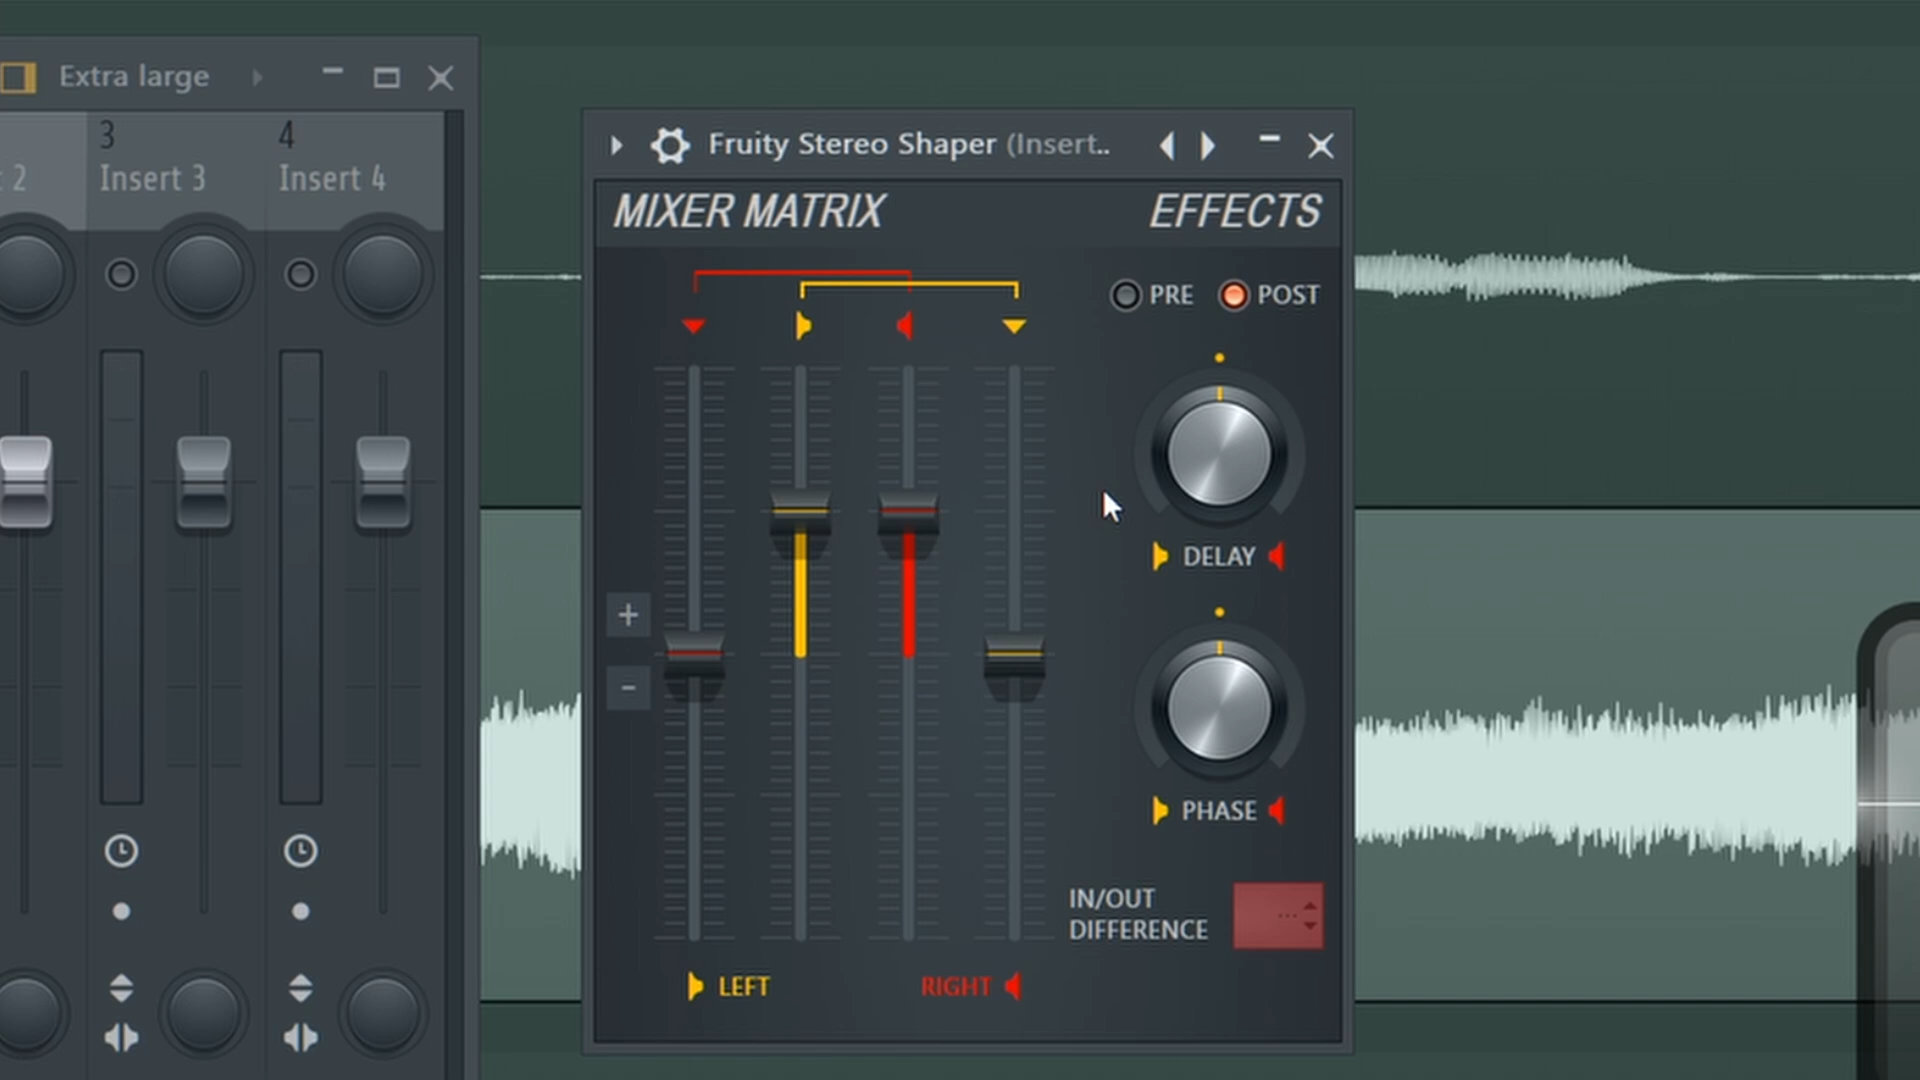 Extra large
3
4
t 2
Insert 3
Insert 4
Fruity Stereo Shaper (Insert..
MIXER MATRIX
EFFECTS
PRE
POST
DELAY
PHASE
IN/OUT
DIFFERENCE
LEFT
RIGHT